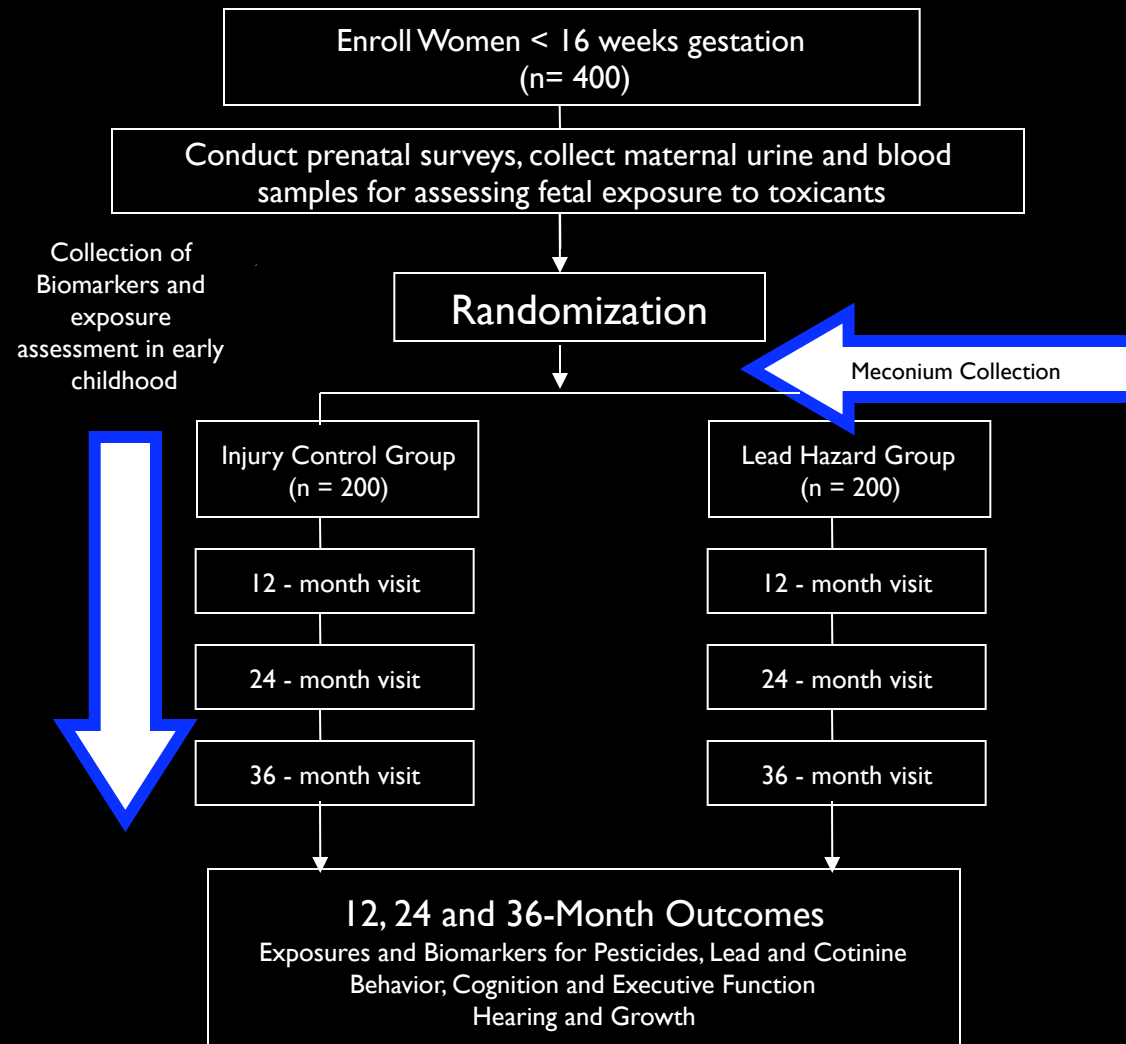 Enroll Women < 16 weeks gestation
(n= 400)
Conduct prenatal surveys, collect maternal urine and blood
samples for assessing fetal exposure to toxicants
Collection of
Biomarkers and
exposure
assessment in early
childhood
Randomization
Meconium Collection
Injury Control Group
(n = 200)
Lead Hazard Group
(n = 200)
12 - month visit
12 - month visit
24 - month visit
24 - month visit
36 - month visit
36 - month visit
12, 24 and 36-Month Outcomes
Exposures and Biomarkers for Pesticides, Lead and Cotinine
Behavior, Cognition and Executive Function
Hearing and Growth